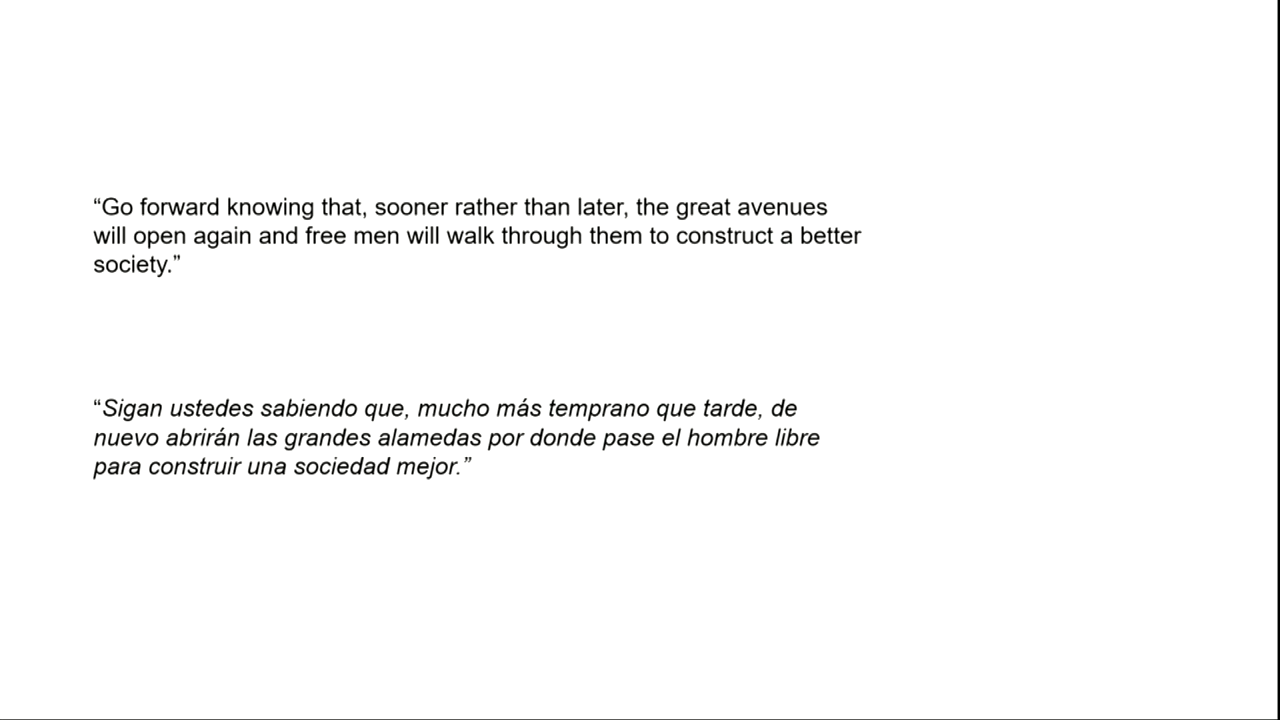 “Go forward knowing that, sooner rather than later, the great avenues
will open again and free men will walk through them to construct a better
society.”
“Sigan ustedes sabiendo que, mucho más temprano que tarde, de
nuevo abrirán las grandes alamedas por donde pase el hombre libre
para construir una sociedad mejor.”